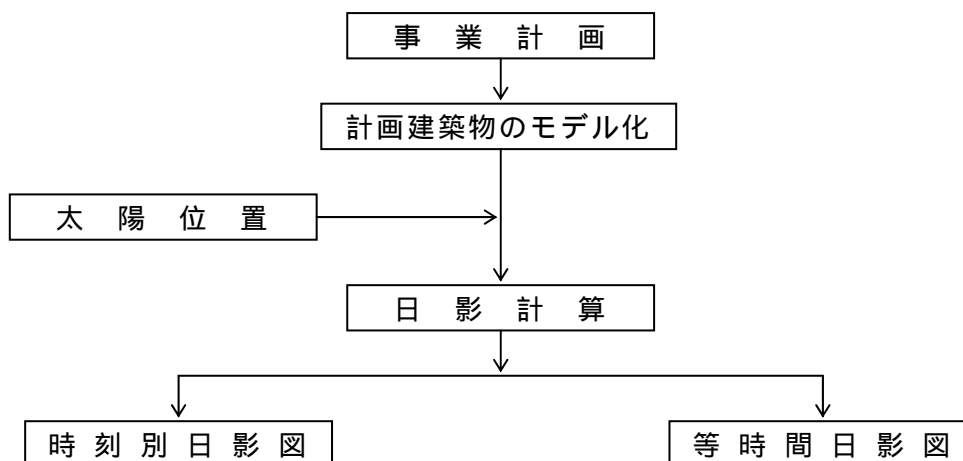 事業計画
計画建築物のモデル化
太陽位置
日影計算
時刻別日影図
等時間日影図